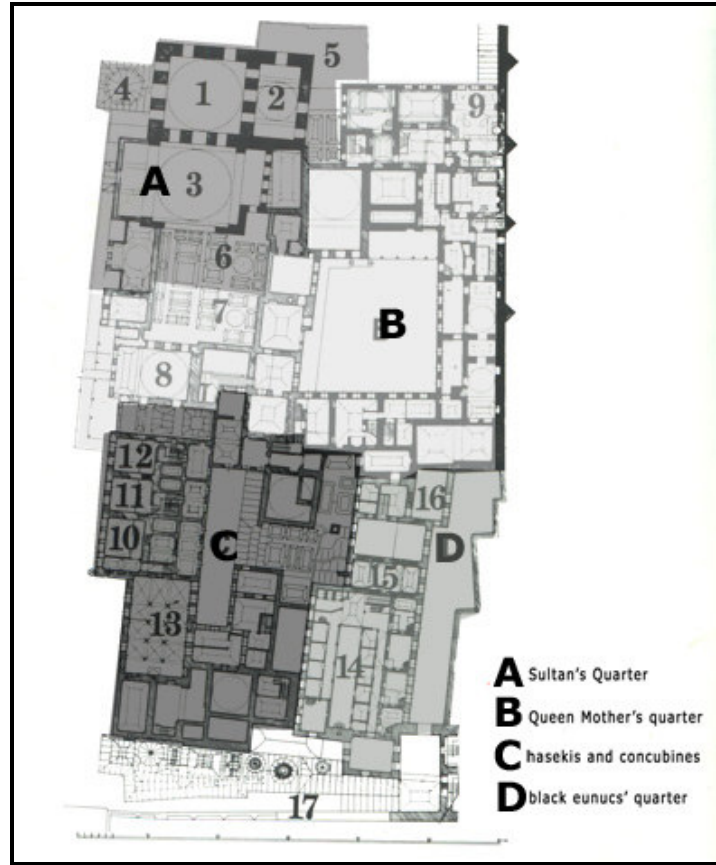 5
1
2
4
9
A
3
6
7
B
8
12
16
11
C
D
10
15
13
14
A Sultan's Quarter
B Queen Mother's quarter
C hasekis and concubines
D black eunucs' quarter
17